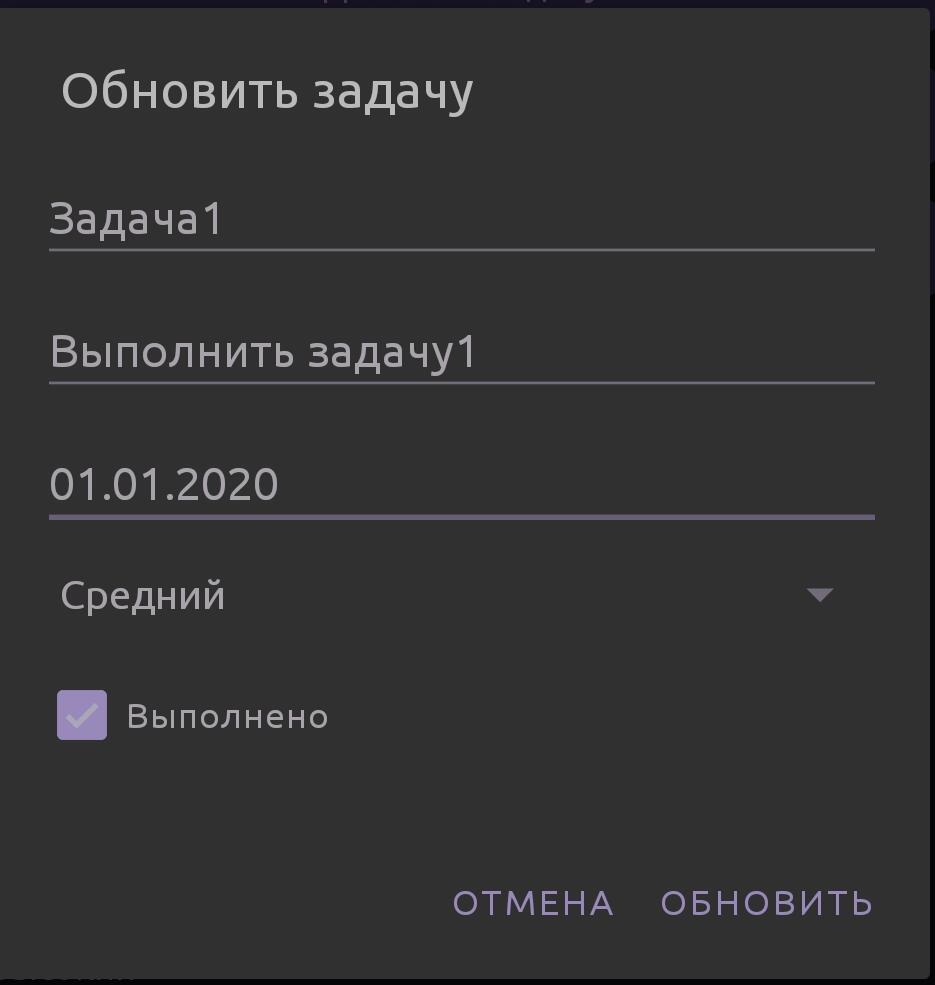 Обновить задачу
Задача1
Выполнить задачу1
01.01.2020
Средний
Выполнено
ОТМЕНА ОБНОВИТЬ